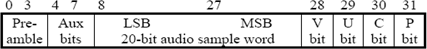 0 3 4 7 8 27 28 29 30 31
Pre- Aux LSB MSB V U C P
amble bits 20-bit audio sample word bit bit bit bit